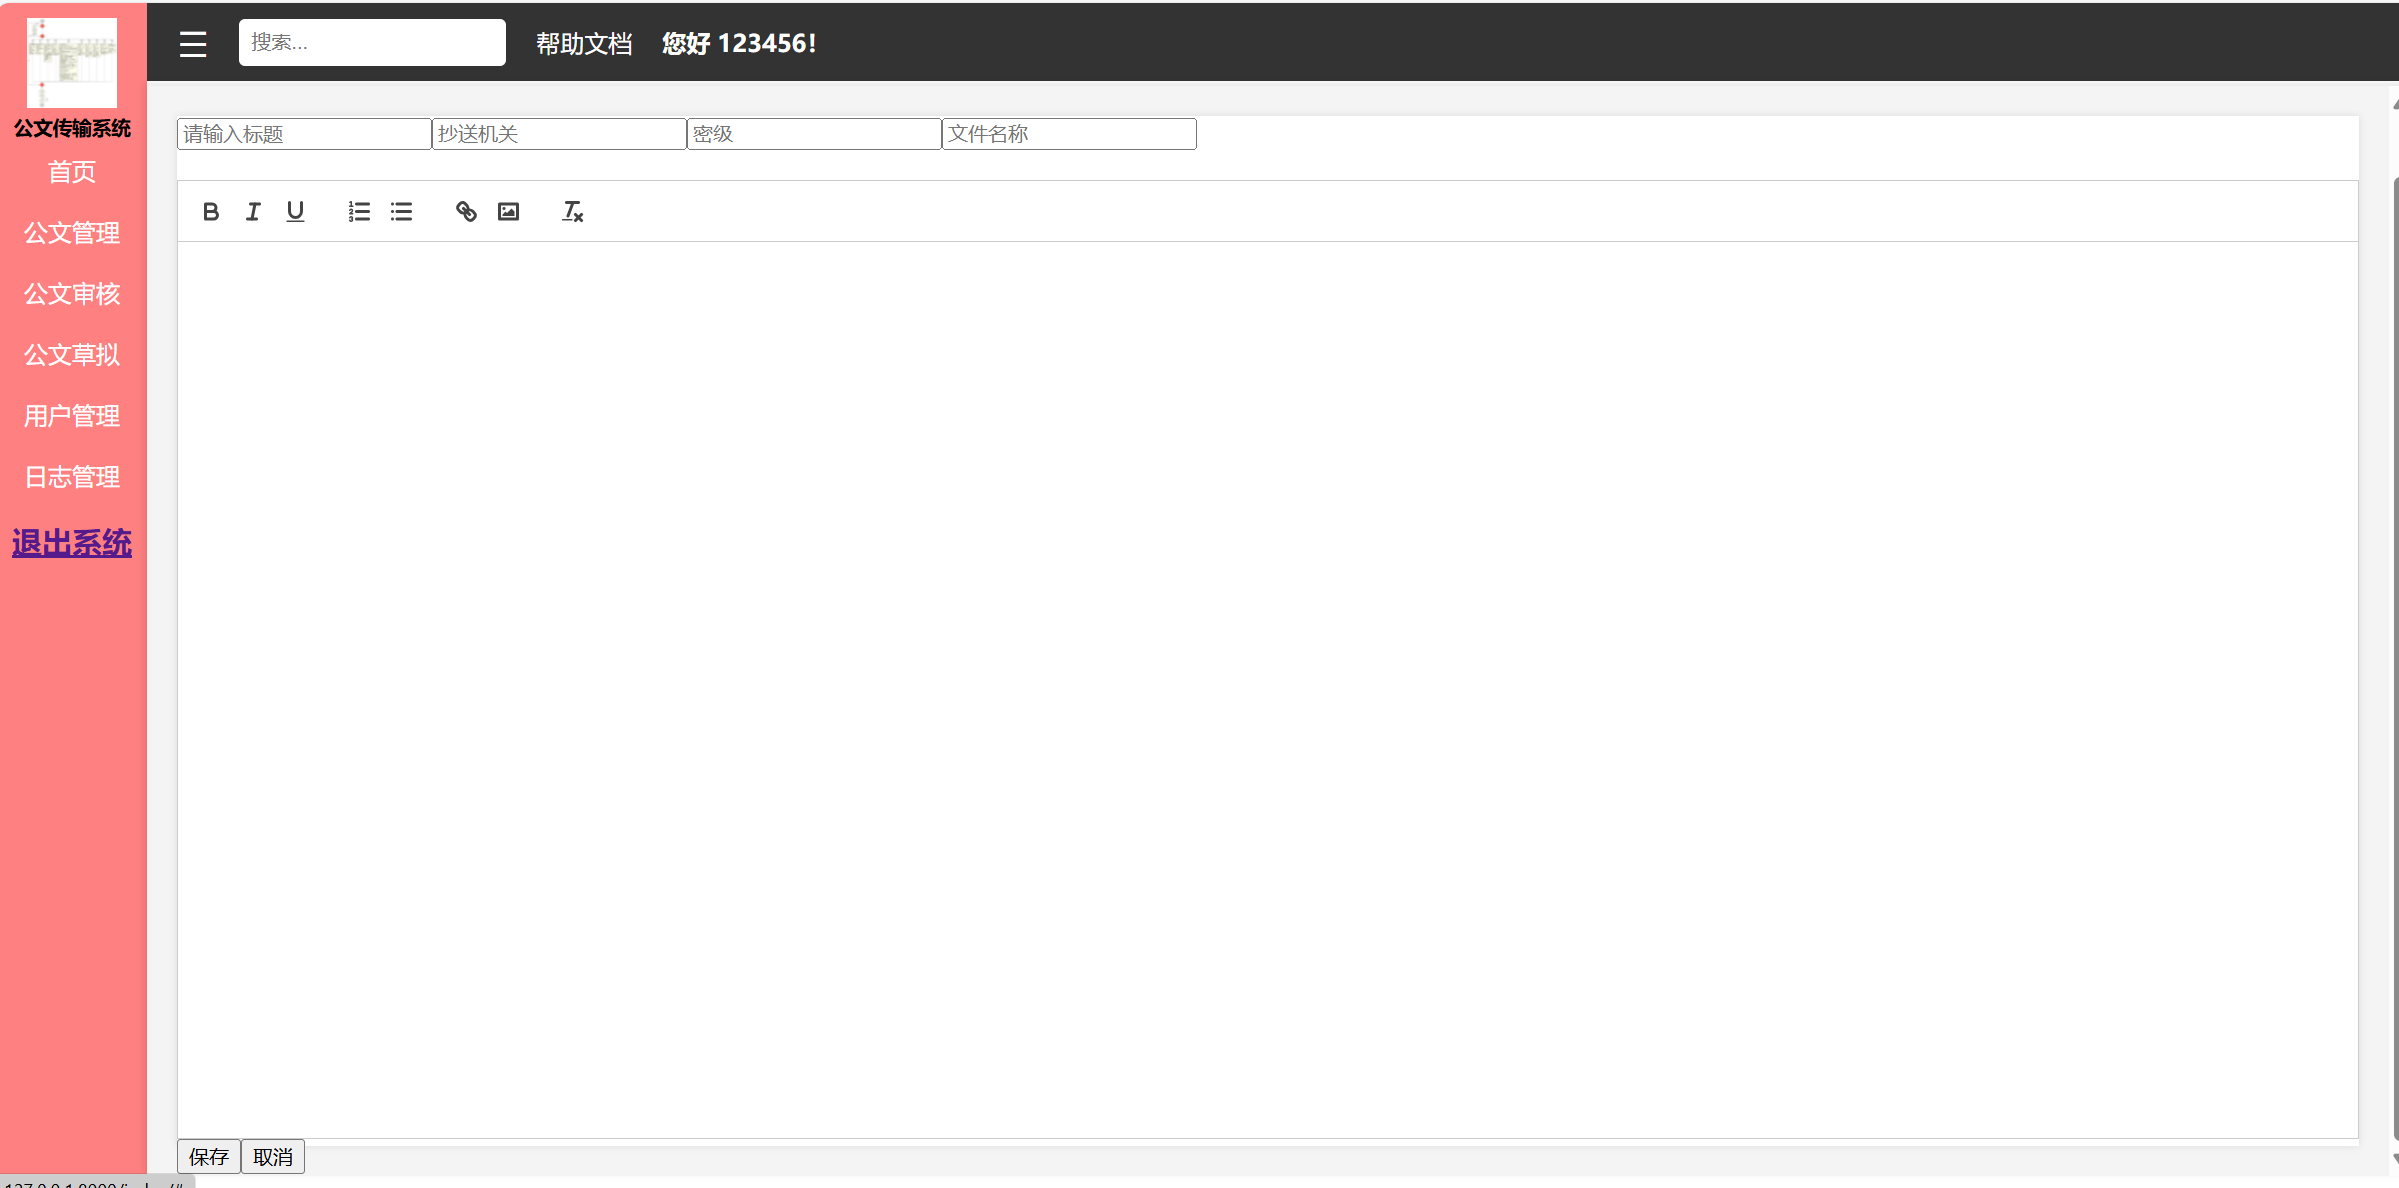 ☰ 搜索... 帮助文档 您好 123456！
公文传输系统
首页
公文管理
公文审核
公文草拟
用户管理
日志管理
退出系统
请输入标题 抄送机关 密级 文件名称
保存 取消